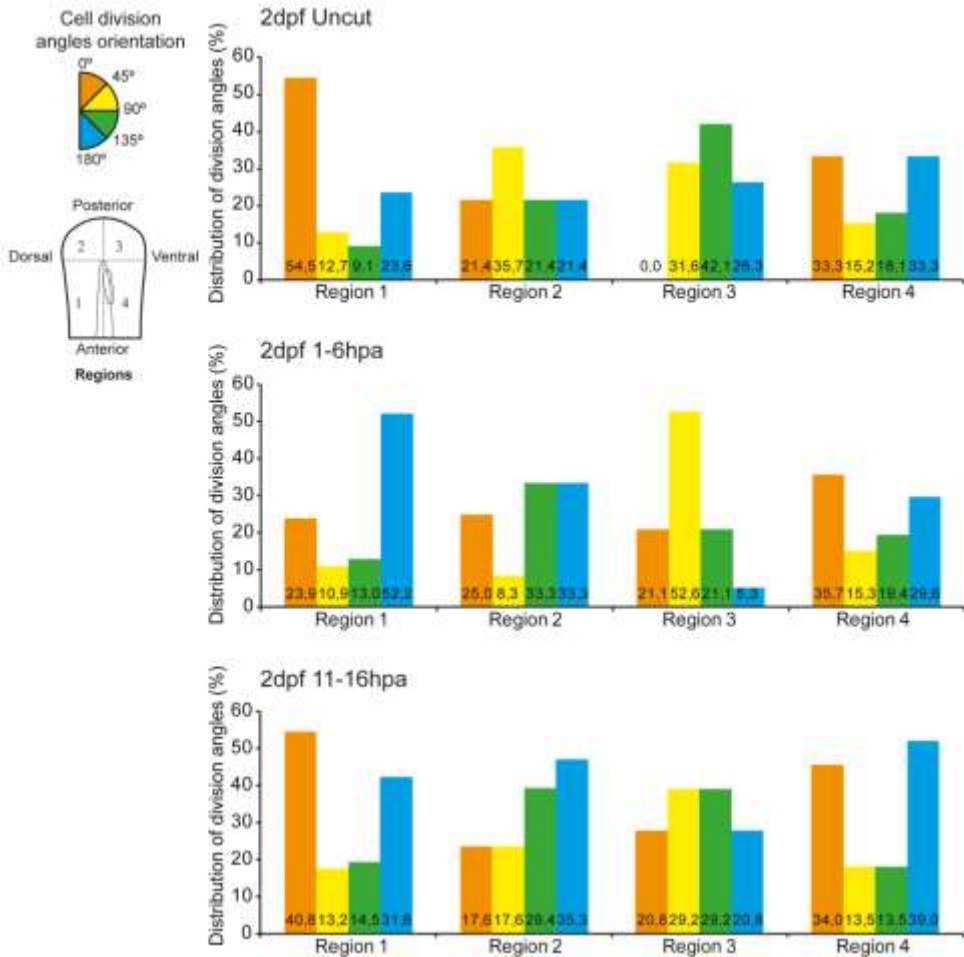 Cell division
angles orientation
0º
45º
90º
135º
180º
Posterior
2 3
Dorsal Ventral
1 4
Anterior
Regions
2dpf Uncut
Distribution of division angles (%)
60
50
40
30
20
10
0
54,5 12,7 9,1 23,6 21,4 35,7 21,4 21,4 0,0 31,6 42,1 26,3 33,3 15,2 18,1 33,3
Region 1 Region 2 Region 3 Region 4
2dpf 1-6hpa
Distribution of division angles (%)
60
50
40
30
20
10
0
23,9 10,9 13,0 52,2 25,0 8,3 33,3 33,3 21,1 52,6 21,1 5,3 35,7 15,3 19,4 29,6
Region 1 Region 2 Region 3 Region 4
2dpf 11-16hpa
Distribution of division angles (%)
60
50
40
30
20
10
0
40,8 13,2 14,5 31,6 17,6 17,6 29,4 35,3 20,8 29,2 29,2 20,8 34,0 13,5 13,5 39,0
Region 1 Region 2 Region 3 Region 4